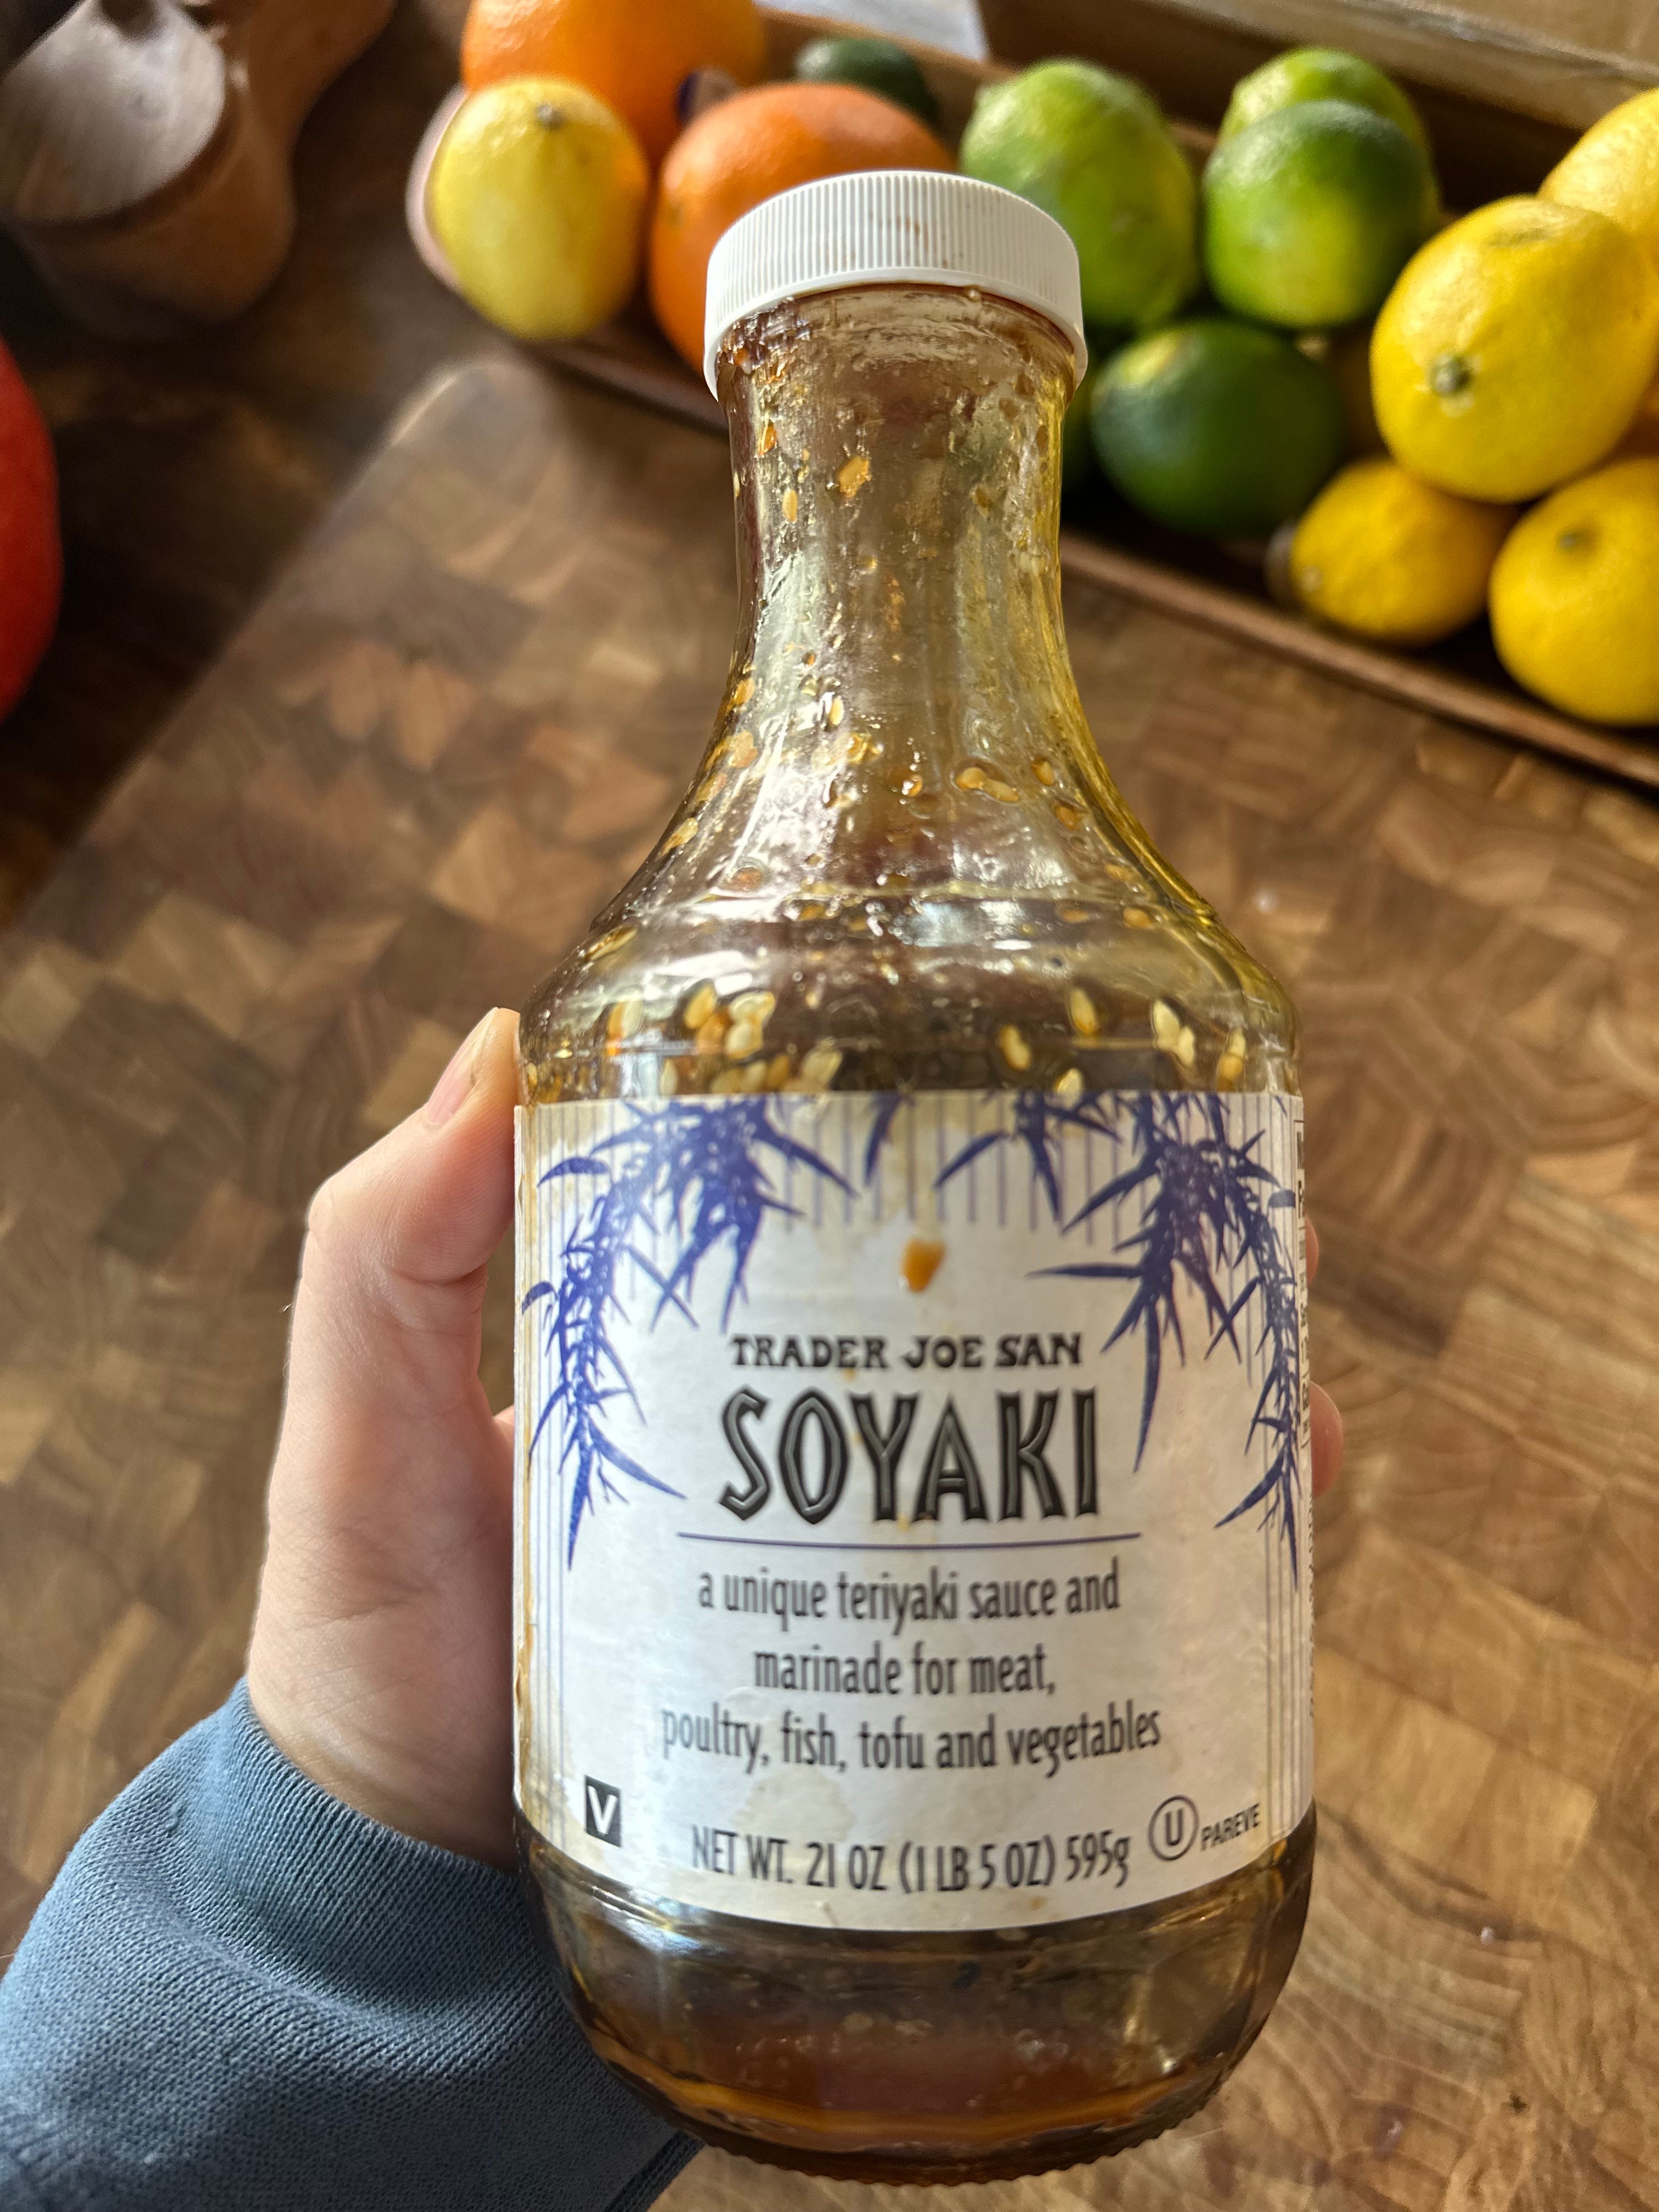 TRADER JOE SAN
SOYAKI
a unique teriyaki sauce and
marinade for meat,
poultry, fish, tofu and vegetables
V
NET WT. 21 OZ (1 LB 5 OZ) 595g
U PAREVE